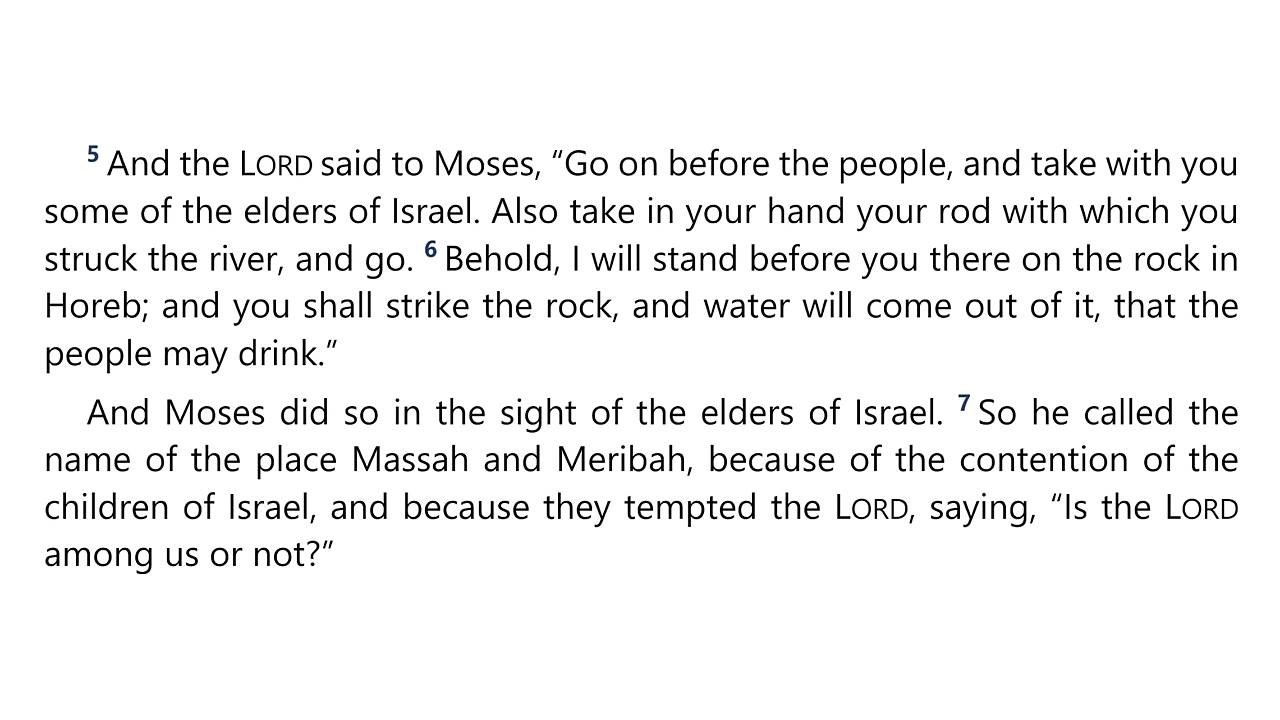 5 And the LORD said to Moses, “Go on before the people, and take with you
some of the elders of Israel. Also take in your hand your rod with which you
struck the river, and go. 6 Behold, I will stand before you there on the rock in
Horeb; and you shall strike the rock, and water will come out of it, that the
people may drink.”
And Moses did so in the sight of the elders of Israel. 7 So he called the
name of the place Massah and Meribah, because of the contention of the
children of Israel, and because they tempted the LORD, saying, “Is the LORD
among us or not?”